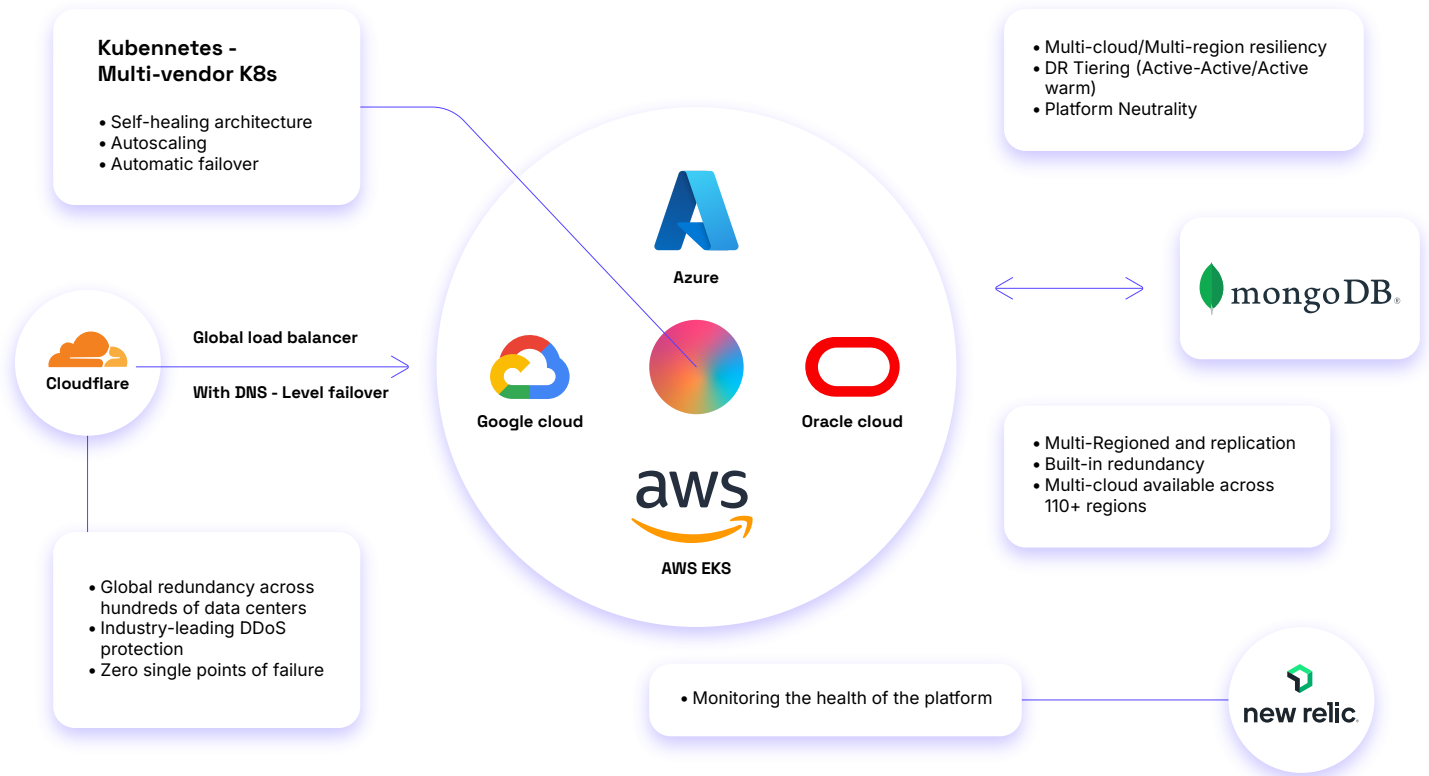 Kubennetes -
Multi-vendor K8s
• Self-healing architecture
• Autoscaling
• Automatic failover
• Multi-cloud/Multi-region resiliency
• DR Tiering (Active-Active/Active
warm)
• Platform Neutrality
Azure
mongoDB®
Cloudflare
Global load balancer
With DNS - Level failover
Google cloud
Oracle cloud
aws
AWS EKS
• Multi-Regioned and replication
• Built-in redundancy
• Multi-cloud available across
110+ regions
• Global redundancy across
hundreds of data centers
• Industry-leading DDoS
protection
• Zero single points of failure
• Monitoring the health of the platform
new relic